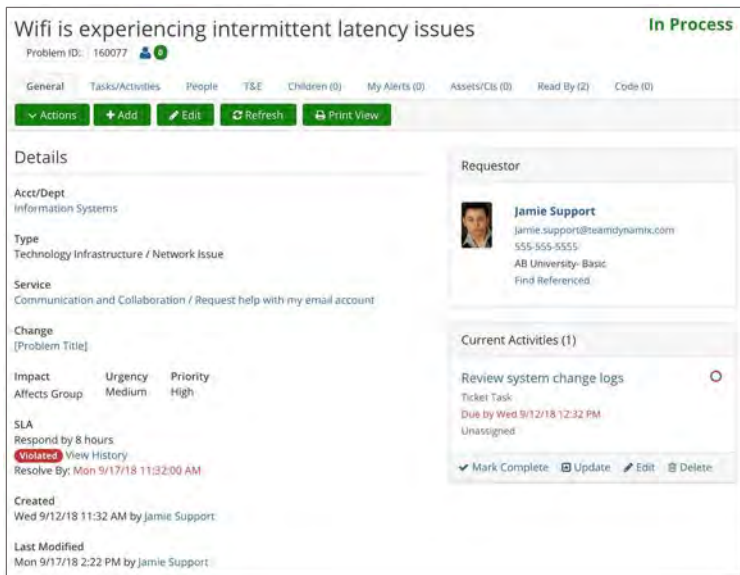 Wifi is experiencing intermittent latency issues
In Process
Problem ID: 160077 0
General Tasks/Activities People T&E Children (0) My Alerts (0) Assets/CIs (0) Read By (2) Code (0)
Actions + Add Edit Refresh Print View
Details
Acct/Dept
Information Systems
Type
Technology Infrastructure / Network Issue
Service
Communication and Collaboration / Request help with my email account
Change
[Problem Title]
Impact Urgency Priority
Affects Group Medium High
SLA
Respond by 8 hours
Violated View History
Resolve By: Mon 9/17/18 11:32:00 AM
Created
Wed 9/12/18 11:32 AM by Jamie Support
Last Modified
Mon 9/17/18 2:22 PM by Jamie Support
Requestor
Jamie Support
Jamie.support@teamdynamix.com
555-555-5555
AB University- Basic
Find Referenced
Current Activities (1)
Review system change logs
Ticket Task
Due by Wed 9/12/18 12:32 PM
Unassigned
Mark Complete Update Edit Delete